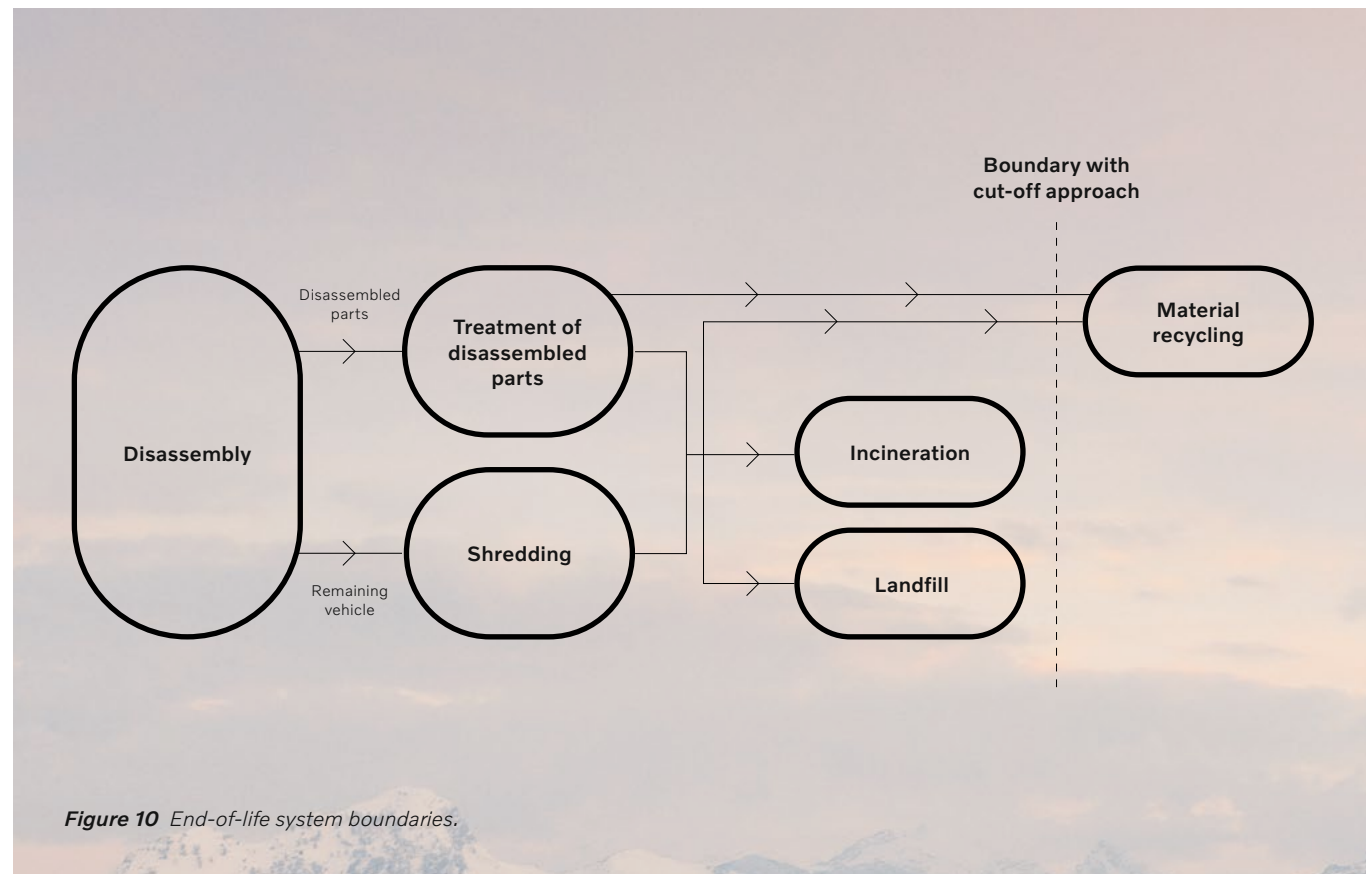 Boundary with
cut-off approach
Disassembled
parts
Treatment of
disassembled
parts
Material
recycling
Disassembly
Incineration
Shredding
Landfill
Remaining
vehicle
Figure 10 End-of-life system boundaries.